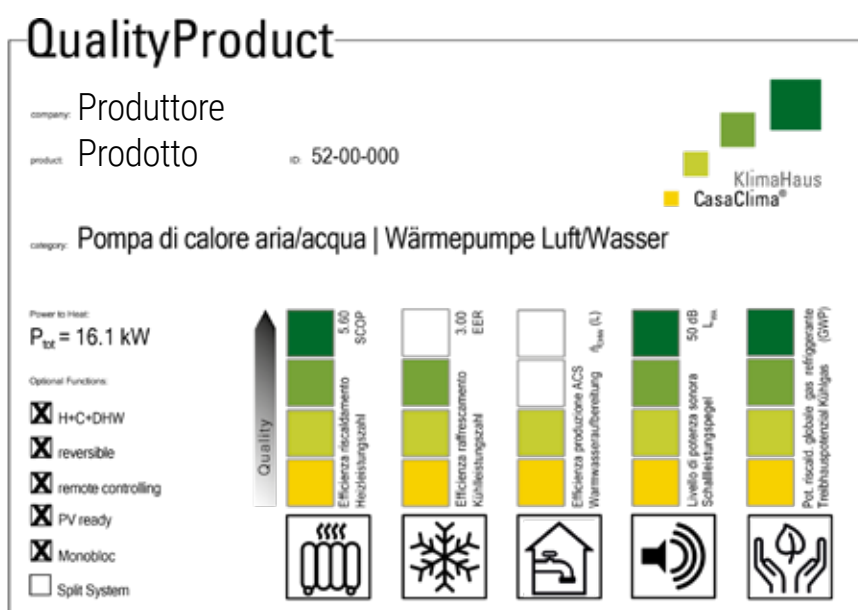 QualityProduct
company: Produttore
product: Prodotto
ID: 52-00-000
KlimaHaus
CasaClima®
category: Pompa di calore aria/acqua | Wärmepumpe Luft/Wasser
Power to Heat:
Ptot = 16.1 kW
Optional Functions:
X H+C+DHW
X reversible
X remote controlling
X PV ready
X Monobloc
Split System
Quality
5.60
SCOP
Efficienza riscaldamento
Heizleistungszahl
3.00
EER
Efficienza raffrescamento
Kühlleistungszahl
(L)
Efficienza produzione ACS
Warmwasseraufbereitung
50 dB
Livello di potenza sonora
Schallleistungspegel
Pot. riscald. globale gas refriggerante
(GWP)
Treibhauspotenzial Kühlgas